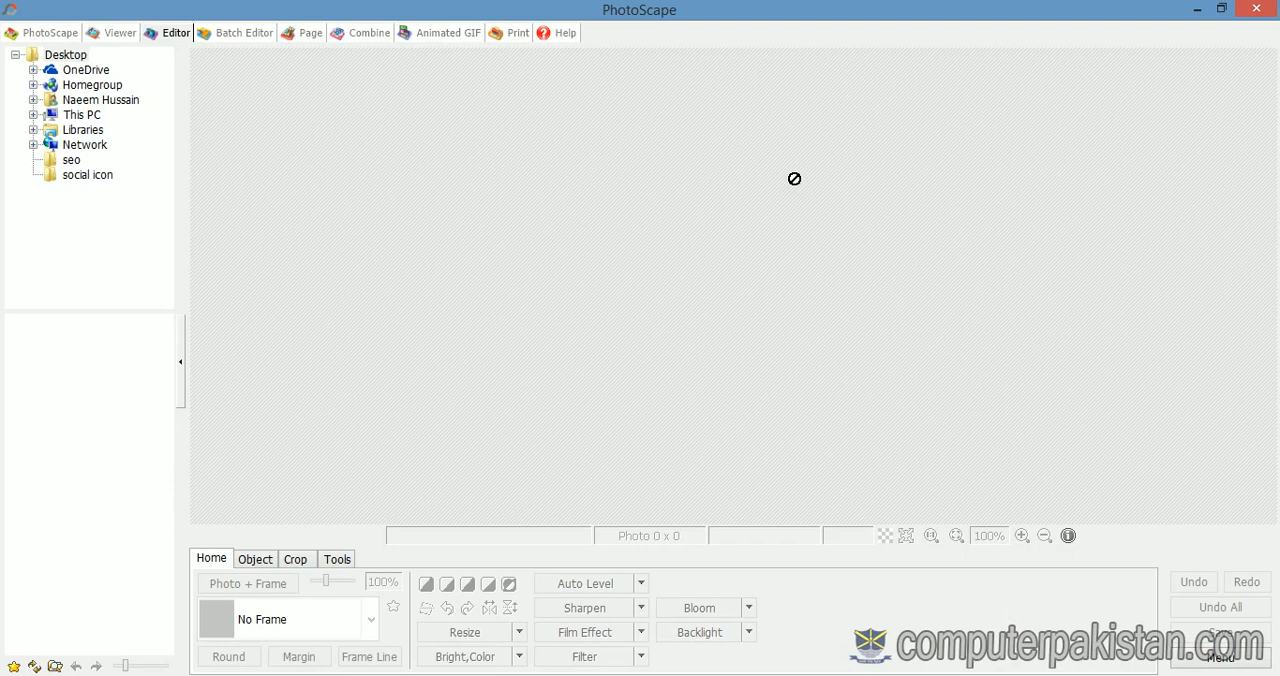 PhotoScape
PhotoScape Viewer Editor Batch Editor Page Combine Animated GIF Print Help
Desktop
OneDrive
Homegroup
Naeem Hussain
This PC
Libraries
Network
seo
social icon
Photo 0 x 0 100%
Home Object Crop Tools
Photo + Frame 100% Auto Level Undo Redo
No Frame Sharpen Bloom Undo All
Resize Film Effect Backlight Save
Round Margin Frame Line Bright,Color Filter Menu
computerpakistan.com